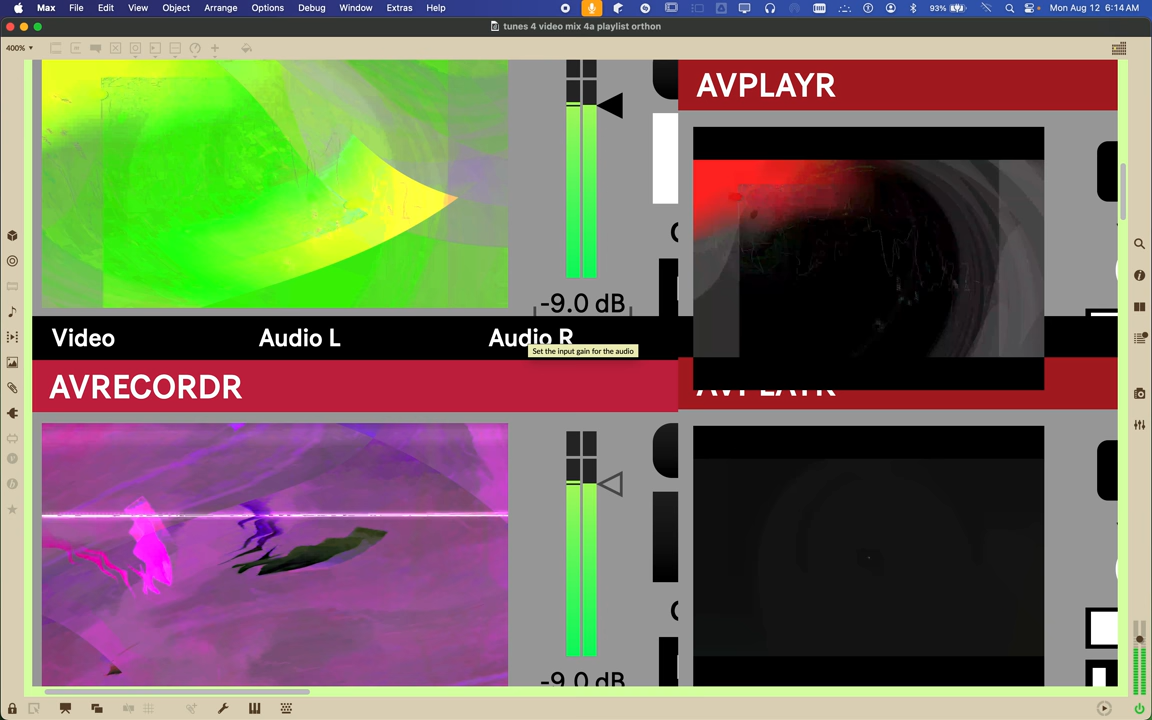 Max File Edit View Object Arrange Options Debug Window Extras Help 93% Mon Aug 12 6:14 AM
tunes 4 video mix 4a playlist orthon
400%
AVPLAYR
-9.0 dB
Video Audio L Audio R
Set the input gain for the audio
AVRECORDR
AVPLAYR
-9.0 dB